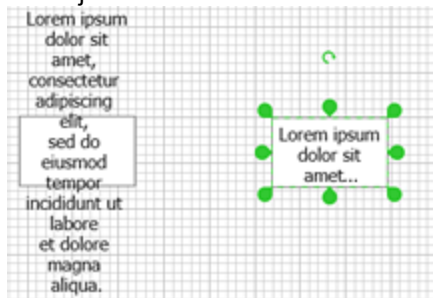 Lorem ipsum
dolor sit
amet,
consectetur
adipiscing
elit,
sed do
eiusmod
tempor
incididunt ut
labore
et dolore
magna
aliqua.
Lorem ipsum
dolor sit
amet...